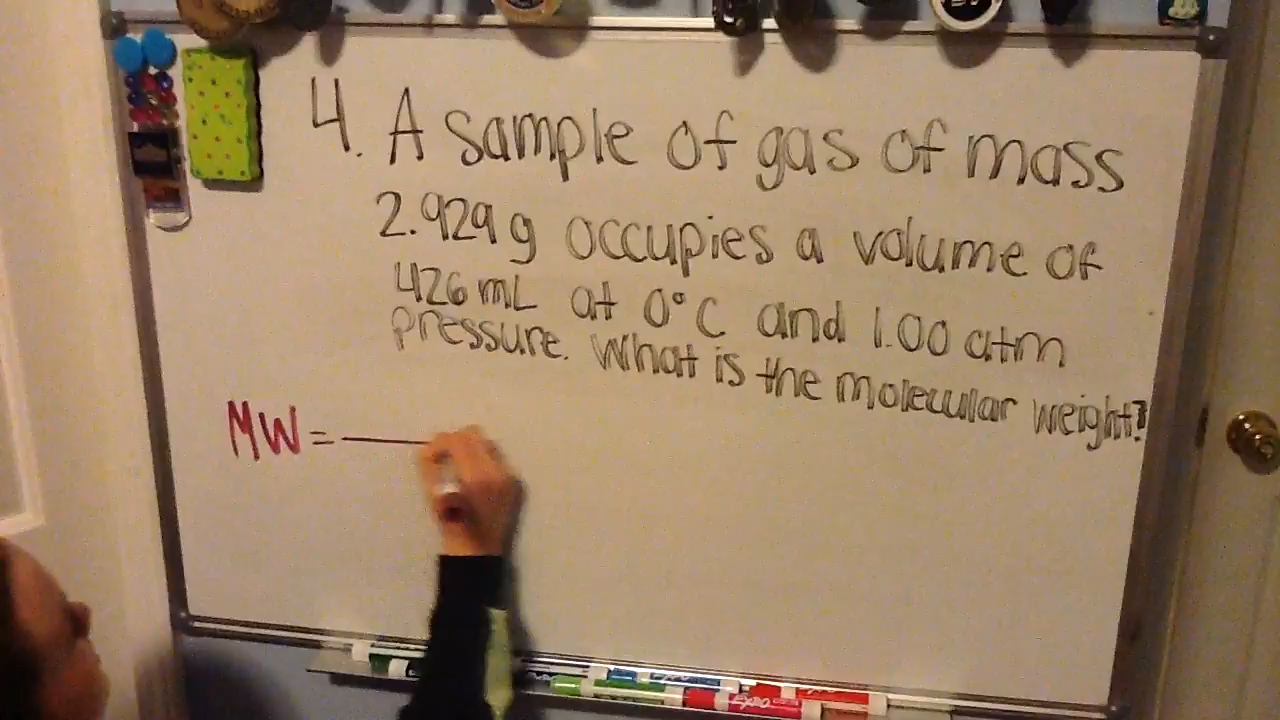 4. A sample of gas of mass
2.929 g occupies a volume of
426 mL at 0°C and 1.00 atm
pressure. What is the molecular weight?
MW =
EXPO